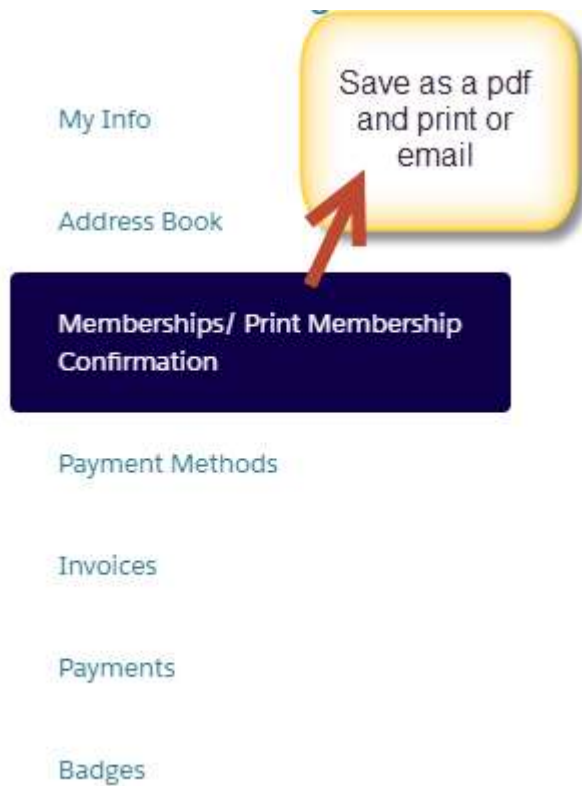 Save as a pdf
and print or
email
My Info
Address Book
Memberships/ Print Membership
Confirmation
Payment Methods
Invoices
Payments
Badges